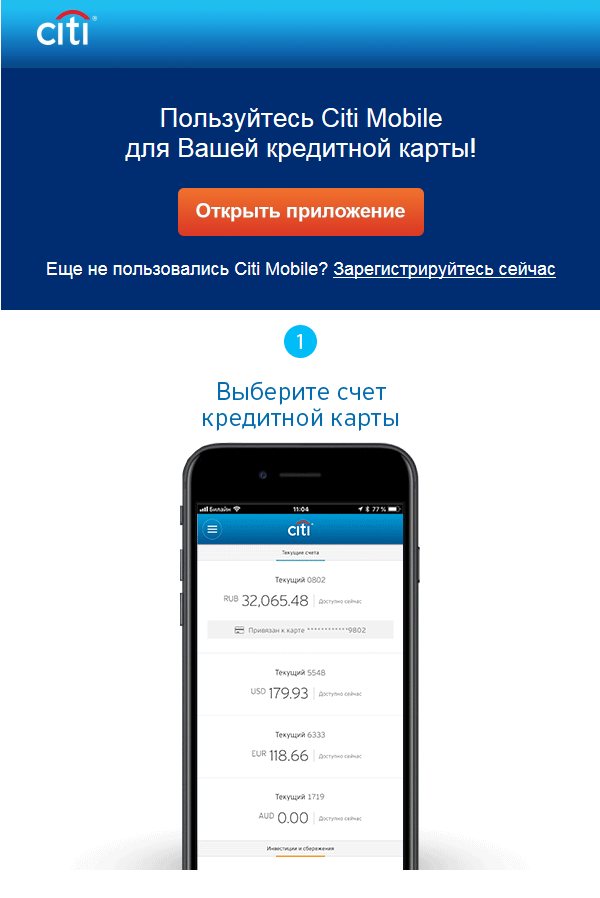 citi®
Пользуйтесь Citi Mobile
для Вашей кредитной карты!
Открыть приложение
Еще не пользовались Citi Mobile? Зарегистрируйтесь сейчас
1
Выберите счет
кредитной карты
Билайн 11:04 77 %
citi®
Текущие счета
Текущий 0802
RUB 32,065.48 Доступно сейчас
Привязан к карте ************9802
Текущий 5548
USD 179.93 Доступно сейчас
Текущий 6333
EUR 118.66 Доступно сейчас
Текущий 1719
AUD 0.00 Доступно сейчас
Инвестиции и сбережения